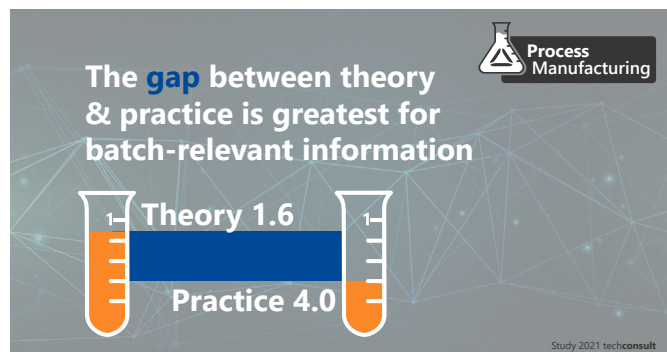 Process
Manufacturing
The gap between theory
& practice is greatest for
batch-relevant information
1
Theory 1.6
1
Practice 4.0
Study 2021 techconsult